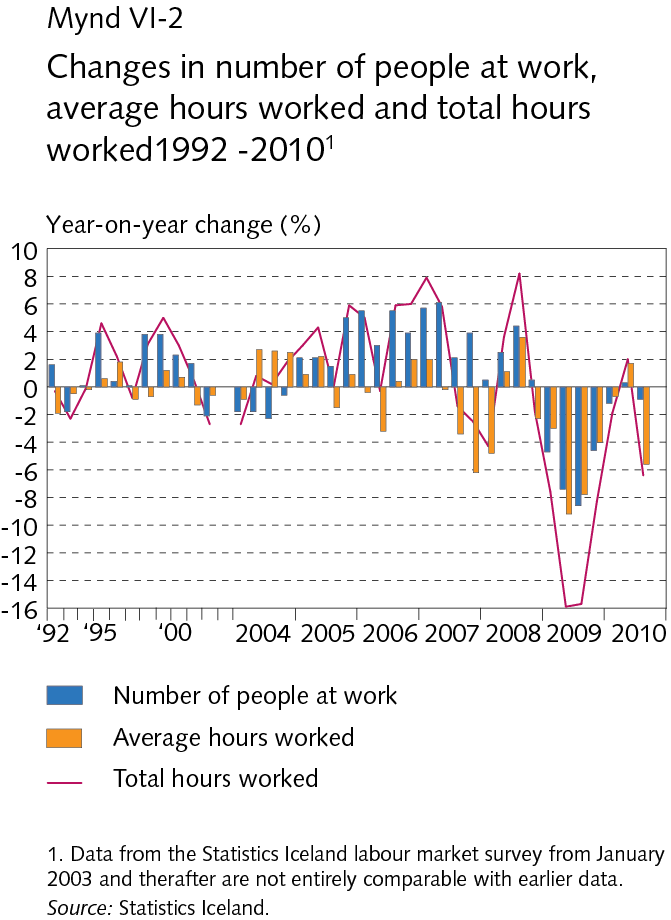 Mynd VI-2
Changes in number of people at work,
average hours worked and total hours
worked1992 -2010¹
Year-on-year change (%)
10
8
6
4
2
0
-2
-4
-6
-8
-10
-12
-14
-16
‘92 ‘95 ‘00 2004 2005 2006 2007 2008 2009 2010
Number of people at work
Average hours worked
Total hours worked
1. Data from the Statistics Iceland labour market survey from January
2003 and therafter are not entirely comparable with earlier data.
Source: Statistics Iceland.